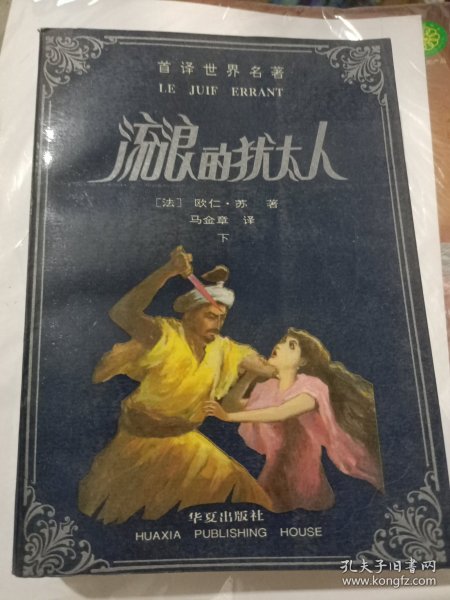 首译世界名著
LE JUIF ERRANT
流浪的犹太人
[法] 欧仁·苏 著
马金章 译
下
华夏出版社
HUAXIA PUBLISHING HOUSE
孔夫子旧书网
www.kongfz.com